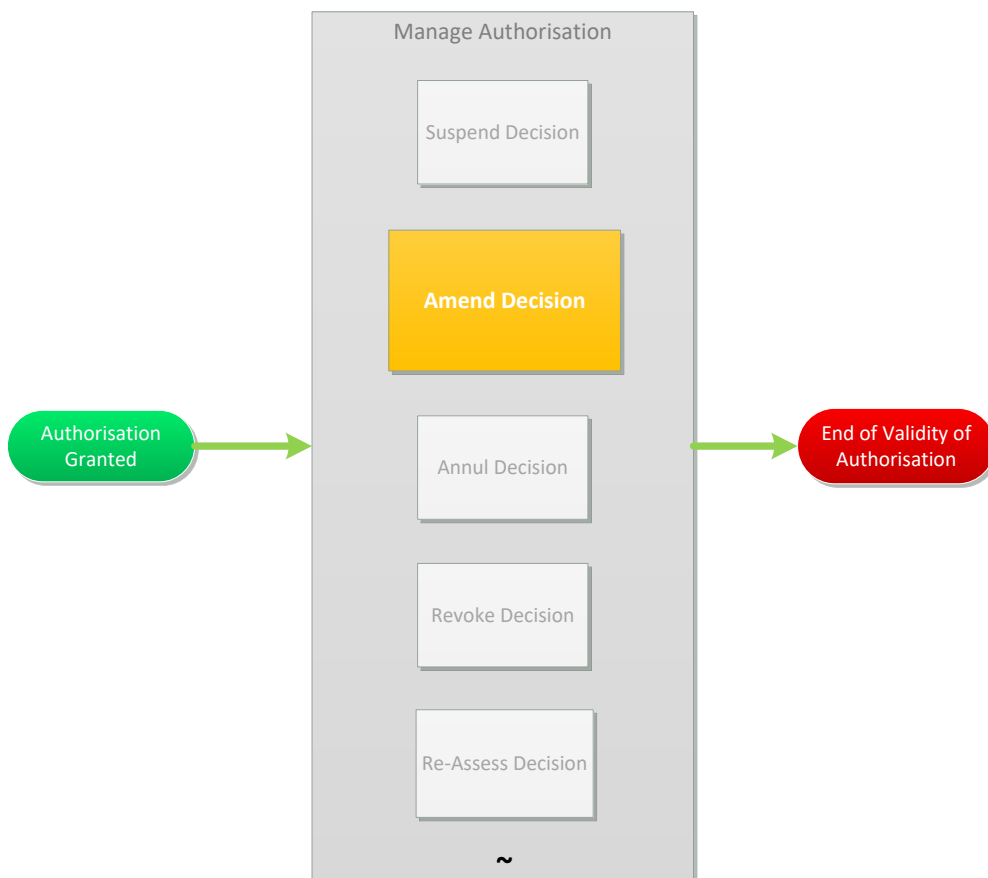 Manage Authorisation
Suspend Decision
Amend Decision
Authorisation
Granted
Annul Decision
End of Validity of
Authorisation
Revoke Decision
Re-Assess Decision
~